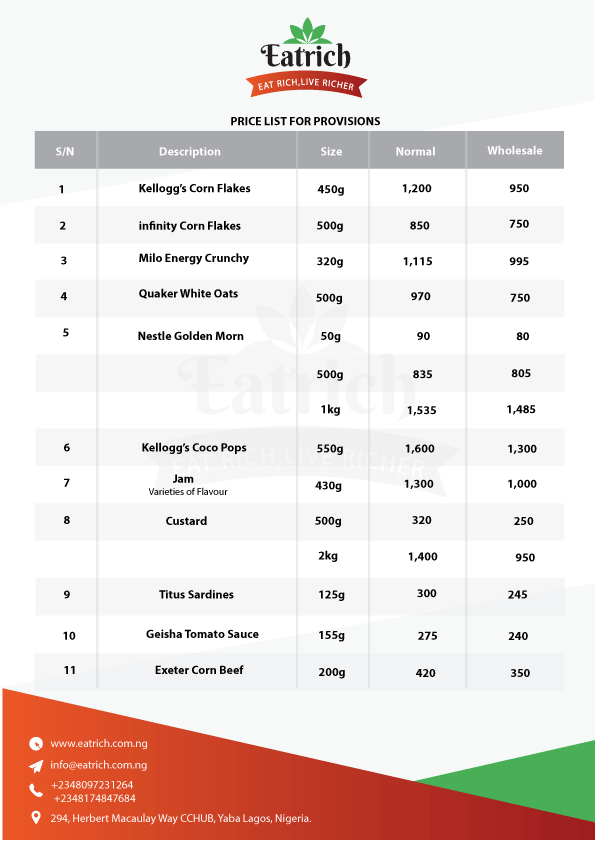 Eatrich
EAT RICH,LIVE RICHER
PRICE LIST FOR PROVISIONS
S/N Description Size Normal Wholesale
1 Kellogg's Corn Flakes 450g 1,200 950
2 infinity Corn Flakes 500g 850 750
3 Milo Energy Crunchy 320g 1,115 995
4 Quaker White Oats 500g 970 750
5 Nestle Golden Morn 50g 90 80
500g 835 805
Eatrich
1kg 1,535 1,485
6 Kellogg's Coco Pops 550g 1,600 1,300
EAT RICH,LIVE RICHER
7 Jam 430g 1,300 1,000
Varieties of Flavour
8 Custard 500g 320 250
2kg 1,400 950
9 Titus Sardines 125g 300 245
10 Geisha Tomato Sauce 155g 275 240
11 Exeter Corn Beef 200g 420 350
www.eatrich.com.ng
info@eatrich.com.ng
+2348097231264
+2348174847684
294, Herbert Macaulay Way CCHUB, Yaba Lagos, Nigeria.